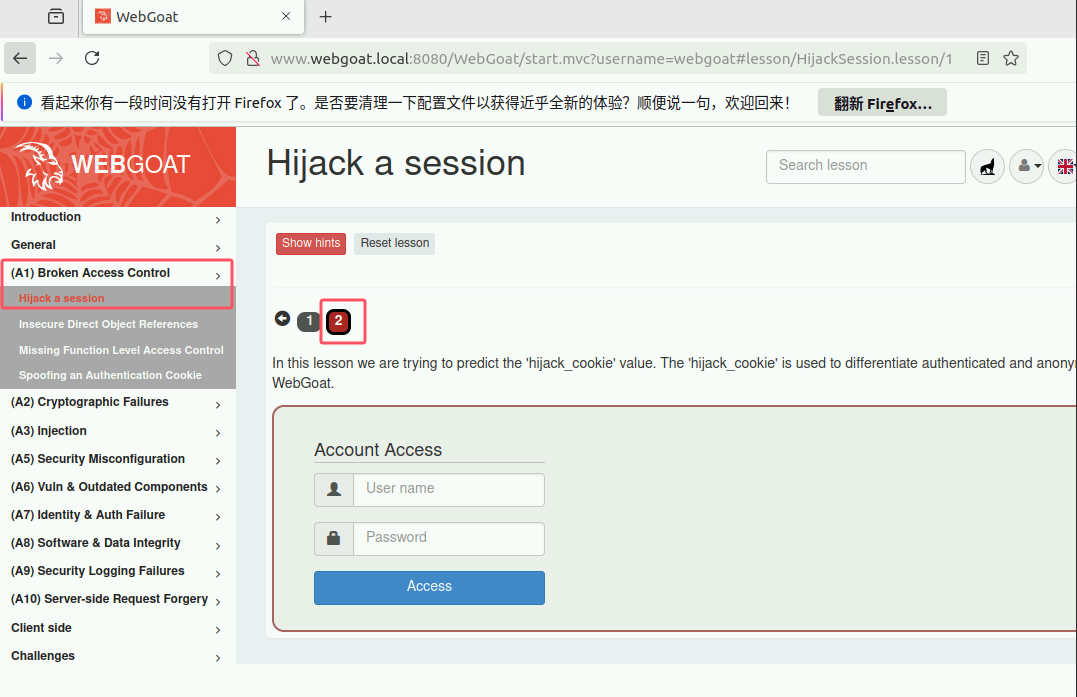 WebGoat
www.webgoat.local:8080/WebGoat/start.mvc?username=webgoat#lesson/HijackSession.lesson/1
看起来你有一段时间没有打开 Firefox 了。是否要清理一下配置文件以获得近乎全新的体验？顺便说一句，欢迎回来！
翻新 Firefox...
WEBGOAT
Hijack a session
Search lesson
Introduction
General
(A1) Broken Access Control
Hijack a session
Insecure Direct Object References
Missing Function Level Access Control
Spoofing an Authentication Cookie
(A2) Cryptographic Failures
(A3) Injection
(A5) Security Misconfiguration
(A6) Vuln & Outdated Components
(A7) Identity & Auth Failure
(A8) Software & Data Integrity
(A9) Security Logging Failures
(A10) Server-side Request Forgery
Client side
Challenges
Show hints
Reset lesson
1
2
In this lesson we are trying to predict the 'hijack_cookie' value. The 'hijack_cookie' is used to differentiate authenticated and anony
WebGoat.
Account Access
User name
Password
Access